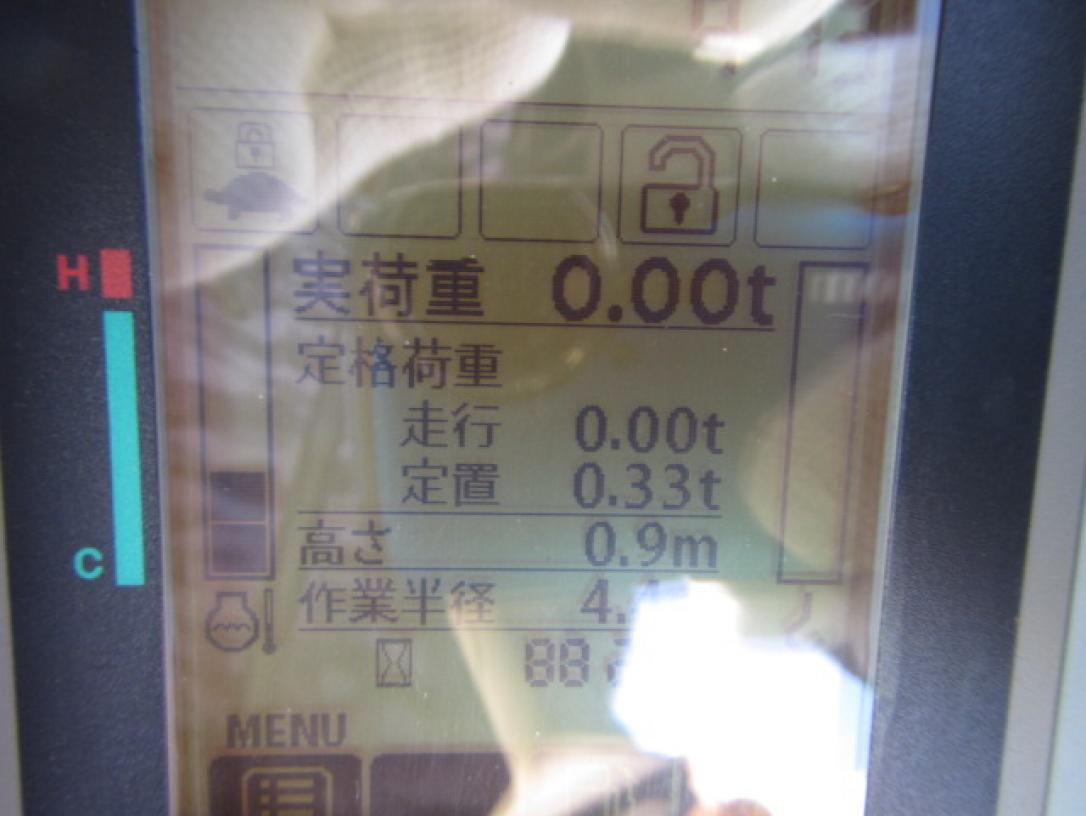 H
実荷重 0.00t
定格荷重
走行 0.00t
定置 0.33t
高さ 0.9m
C
作業半径
MENU